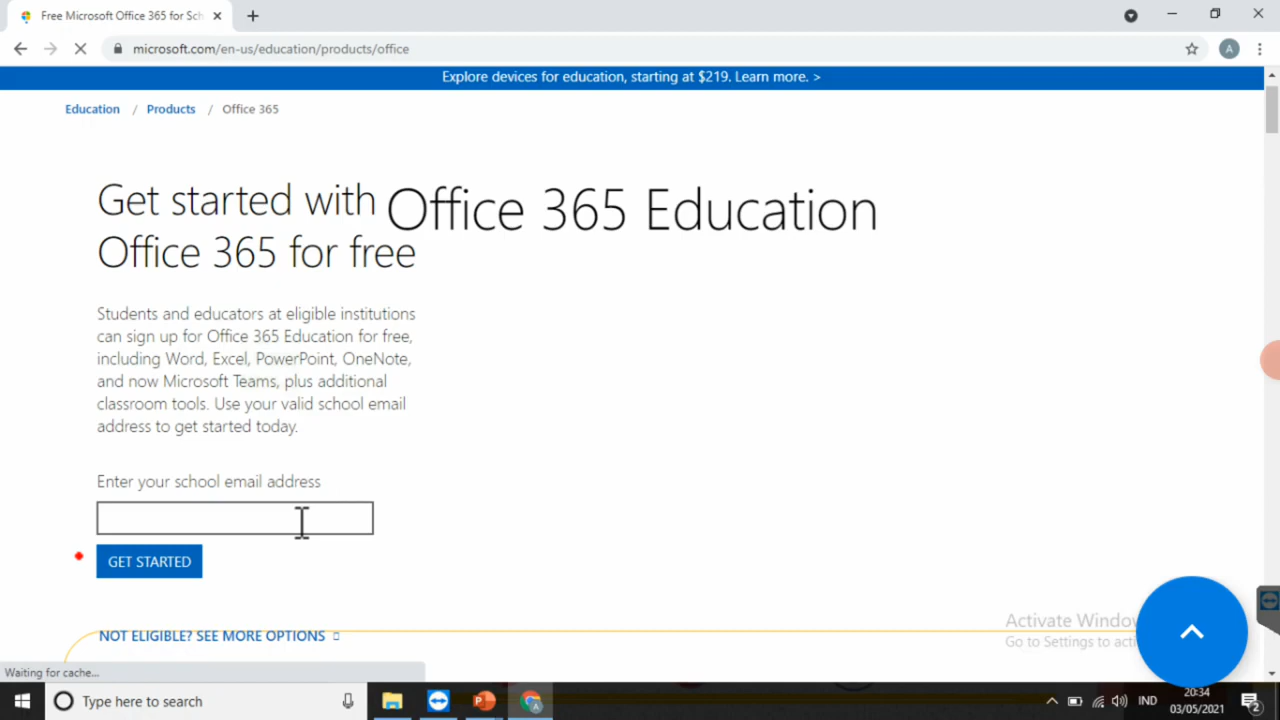 Free Microsoft Office 365 for Sch
microsoft.com/en-us/education/products/office
A
Explore devices for education, starting at $219. Learn more. >
Education / Products / Office 365
Get started with
Office 365 for free
Office 365 Education
Students and educators at eligible institutions
can sign up for Office 365 Education for free,
including Word, Excel, PowerPoint, OneNote,
and now Microsoft Teams, plus additional
classroom tools. Use your valid school email
address to get started today.
Enter your school email address
GET STARTED
NOT ELIGIBLE? SEE MORE OPTIONS
Activate Window
Go to Settings to acti
Waiting for cache...
Type here to search
IND
20:34
03/05/2021
2